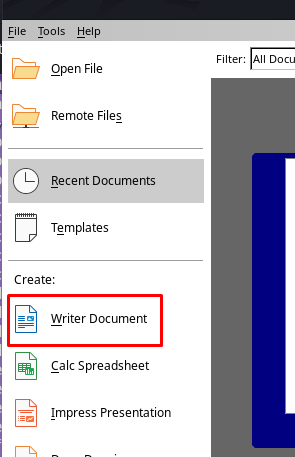 File Tools Help
Filter: All Docu
Open File
Remote Files
Recent Documents
Templates
Create:
Writer Document
Calc Spreadsheet
Impress Presentation